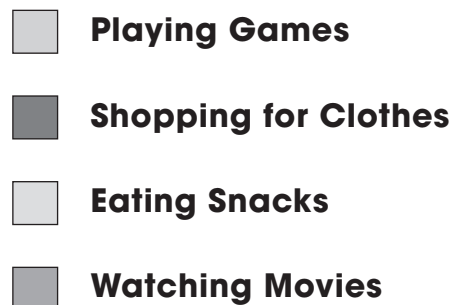 Playing Games
Shopping for Clothes
Eating Snacks
Watching Movies